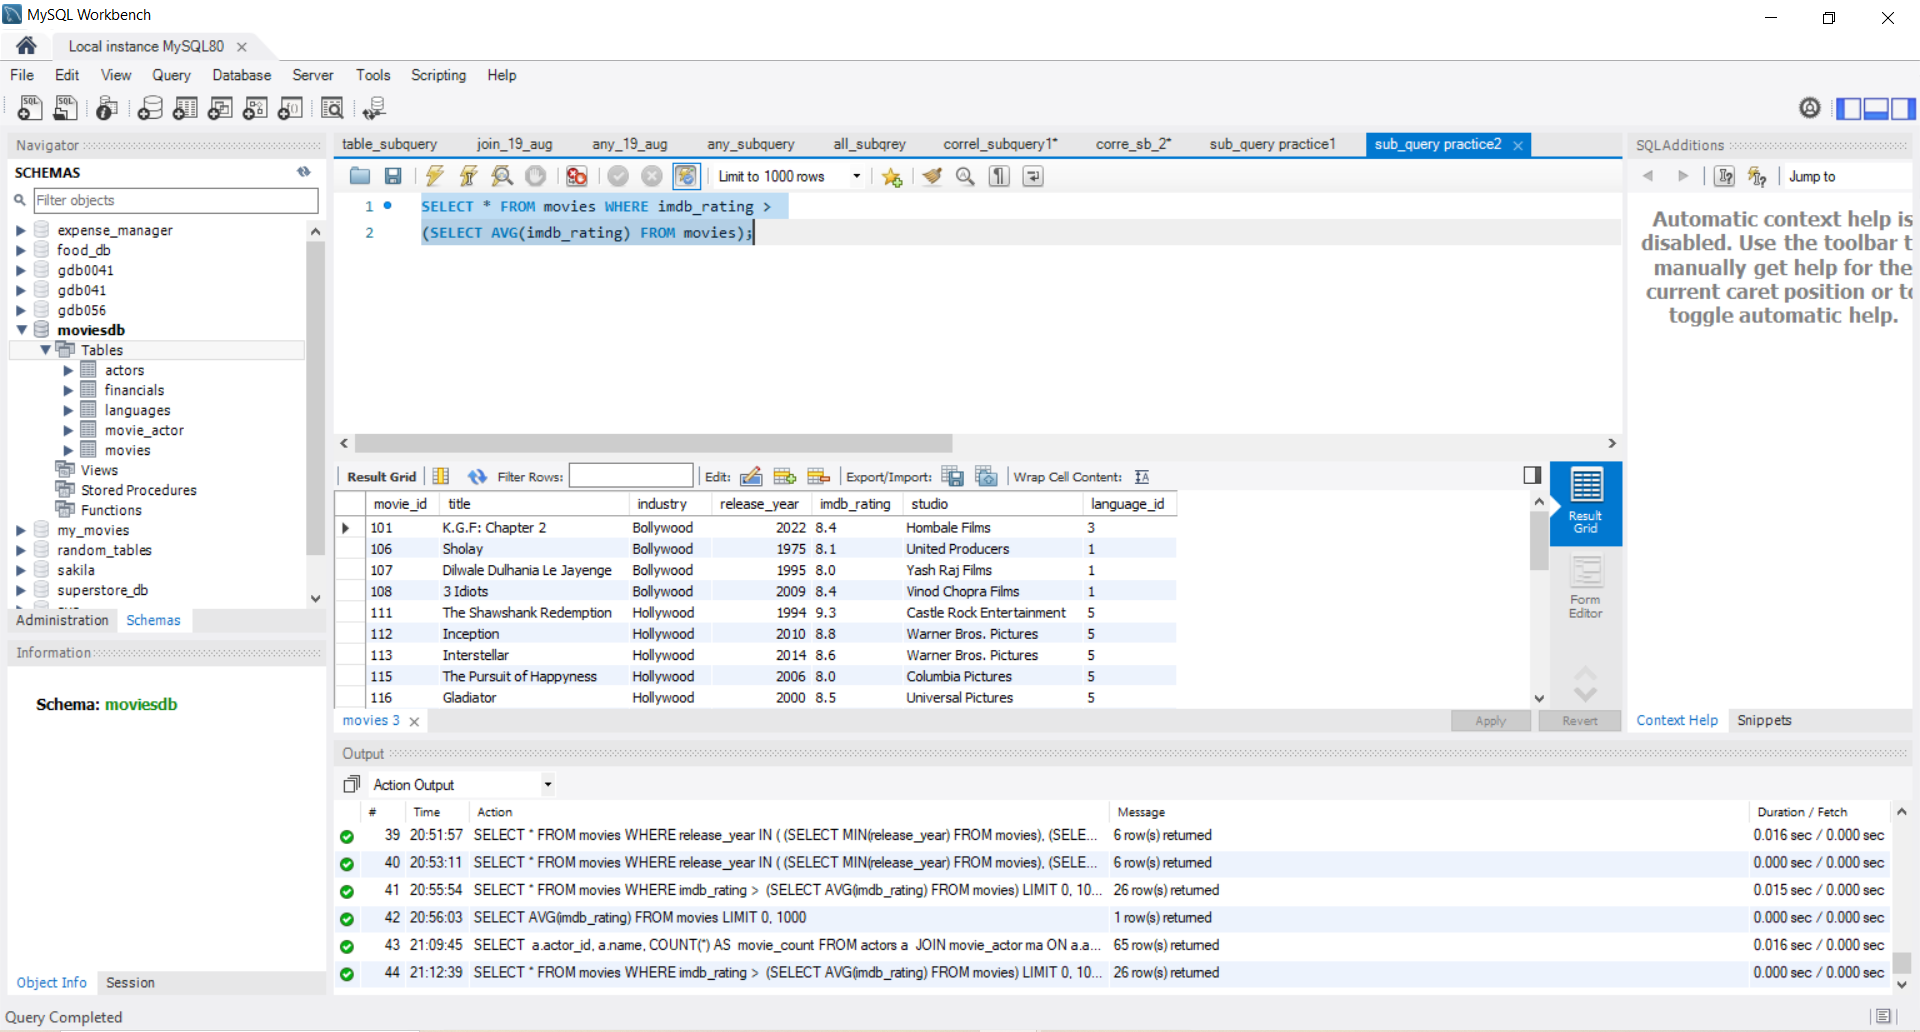 MySQL Workbench
Local instance MySQL80
File Edit View Query Database Server Tools Scripting Help
Navigator
SCHEMAS
Filter objects
expense_manager
food_db
gdb0041
gdb041
gdb056
moviesdb
Tables
actors
financials
languages
movie_actor
movies
Views
Stored Procedures
Functions
my_movies
random_tables
sakila
superstore_db
Administration Schemas
Information
Schema: moviesdb
Object Info Session
Query Completed
table_subquery join_19_aug any_19_aug any_subquery all_subqrey correl_subquery1* corre_sb_2* sub_query practice1 sub_query practice2
Limit to 1000 rows
1 SELECT * FROM movies WHERE imdb_rating >
2 (SELECT AVG(imdb_rating) FROM movies);
Result Grid Filter Rows: Edit: Export/Import: Wrap Cell Content:
movie_id title industry release_year imdb_rating studio language_id
101 K.G.F: Chapter 2 Bollywood 2022 8.4 Hombale Films 3
106 Sholay Bollywood 1975 8.1 United Producers 1
107 Dilwale Dulhania Le Jayenge Bollywood 1995 8.0 Yash Raj Films 1
108 3 Idiots Bollywood 2009 8.4 Vinod Chopra Films 1
111 The Shawshank Redemption Hollywood 1994 9.3 Castle Rock Entertainment 5
112 Inception Hollywood 2010 8.8 Warner Bros. Pictures 5
113 Interstellar Hollywood 2014 8.6 Warner Bros. Pictures 5
115 The Pursuit of Happyness Hollywood 2006 8.0 Columbia Pictures 5
116 Gladiator Hollywood 2000 8.5 Universal Pictures 5
Result
Grid
Form
Editor
movies 3
Apply Revert
SQLAdditions
Jump to
Automatic context help is
disabled. Use the toolbar t
manually get help for the
current caret position or to
toggle automatic help.
Context Help Snippets
Output
Action Output
# Time Action Message Duration / Fetch
39 20:51:57 SELECT * FROM movies WHERE release_year IN ( (SELECT MIN(release_year) FROM movies), (SELE... 6 row(s) returned 0.016 sec / 0.000 sec
40 20:53:11 SELECT * FROM movies WHERE release_year IN ( (SELECT MIN(release_year) FROM movies), (SELE... 6 row(s) returned 0.000 sec / 0.000 sec
41 20:55:54 SELECT * FROM movies WHERE imdb_rating > (SELECT AVG(imdb_rating) FROM movies) LIMIT 0, 10... 26 row(s) returned 0.015 sec / 0.000 sec
42 20:56:03 SELECT AVG(imdb_rating) FROM movies LIMIT 0, 1000 1 row(s) returned 0.000 sec / 0.000 sec
43 21:09:45 SELECT a.actor_id, a.name, COUNT(*) AS movie_count FROM actors a JOIN movie_actor ma ON a.a... 65 row(s) returned 0.016 sec / 0.000 sec
44 21:12:39 SELECT * FROM movies WHERE imdb_rating > (SELECT AVG(imdb_rating) FROM movies) LIMIT 0, 10... 26 row(s) returned 0.000 sec / 0.000 sec